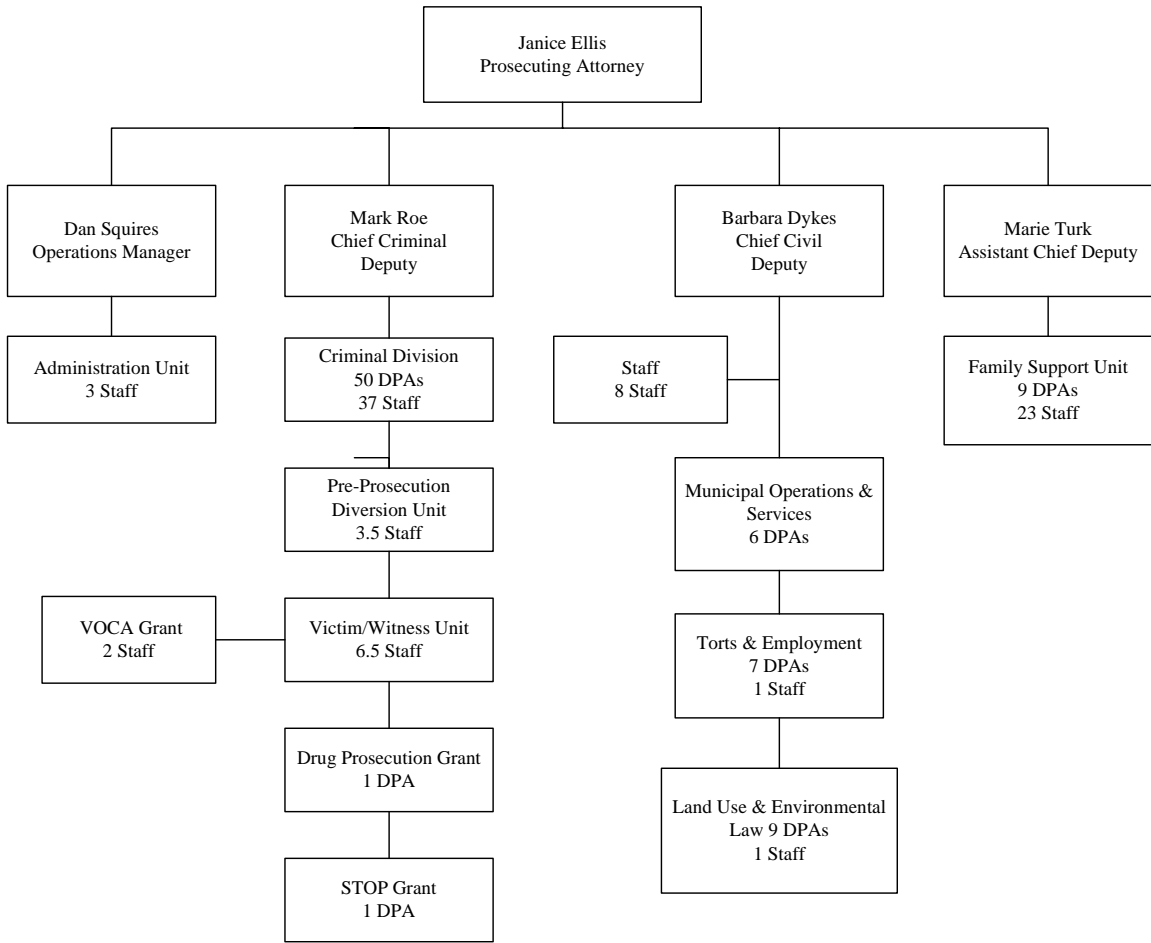 Janice Ellis
Prosecuting Attorney
Dan Squires
Operations Manager
Mark Roe
Chief Criminal
Deputy
Barbara Dykes
Chief Civil
Deputy
Marie Turk
Assistant Chief Deputy
Administration Unit
3 Staff
Criminal Division
50 DPAs
37 Staff
Staff
8 Staff
Family Support Unit
9 DPAs
23 Staff
Pre-Prosecution
Diversion Unit
3.5 Staff
Municipal Operations &
Services
6 DPAs
VOCA Grant
2 Staff
Victim/Witness Unit
6.5 Staff
Torts & Employment
7 DPAs
1 Staff
Drug Prosecution Grant
1 DPA
Land Use & Environmental
Law 9 DPAs
1 Staff
STOP Grant
1 DPA